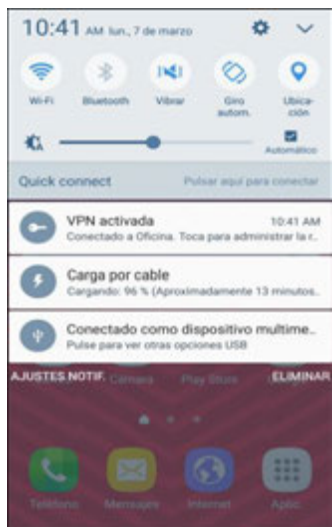 10:41 AM lun., 7 de marzo
Wi-Fi
Bluetooth
Vibrar
Giro
autom.
Ubica-
ción
Automático
Quick connect
Pulsar aquí para conectar
VPN activada
10:41 AM
Conectado a Oficina. Toca para administrar la r..
Carga por cable
Cargando: 96 % (Aproximadamente 13 minutos..
Conectado como dispositivo multime..
Pulse para ver otras opciones USB
AJUSTES NOTIF.
Cámara
Play Store
ELIMINAR
Teléfono
Mensajes
Internet
Aplic.